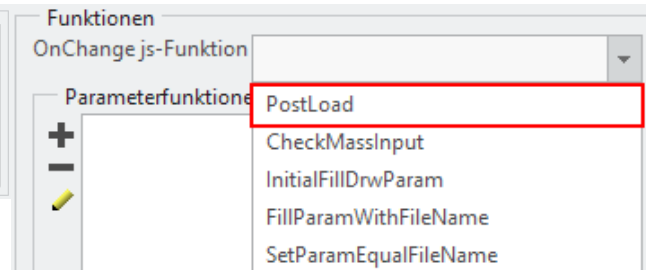 Funktionen
OnChange js-Funktion
Parameterfunktione
PostLoad
CheckMassInput
InitialFillDrwParam
FillParamWithFileName
SetParamEqualFileName